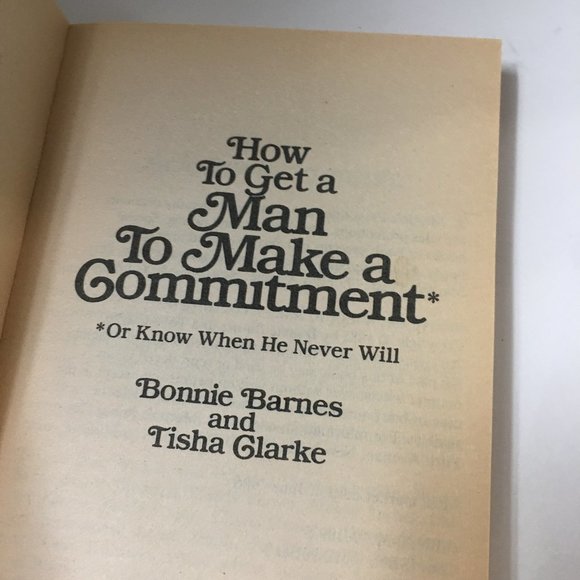 How
To Get a
Man
To Make a
Commitment*
*Or Know When He Never Will
Bonnie Barnes
and
Tisha Clarke